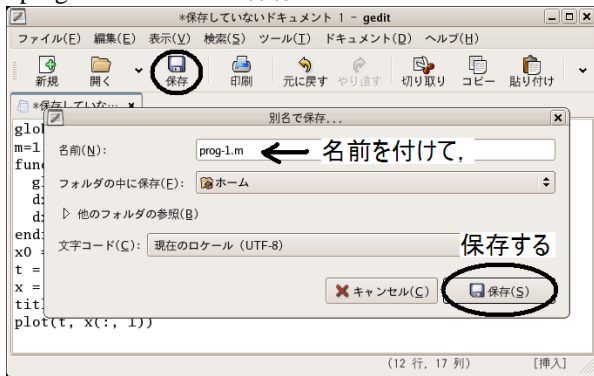 *保存していないドキュメント 1 - gedit
ファイル(F) 編集(E) 表示(V) 検索(S) ツール(T) ドキュメント(D) ヘルプ(H)
新規 開く 保存 印刷 元に戻す やり直す 切り取り コピー 貼り付け
*保存していな…
別名で保存...
名前(N): prog-1.m 名前を付けて,
フォルダの中に保存(F): ホーム
▷ 他のフォルダの参照(B)
文字コード(C): 現在のロケール (UTF-8)
保存する
キャンセル(C) 保存(S)
glo
m=1
fun
g
d
d
end
x0 =
t =
x =
tit
plot(t, x(:, 1))
(12 行, 17 列) [挿入]